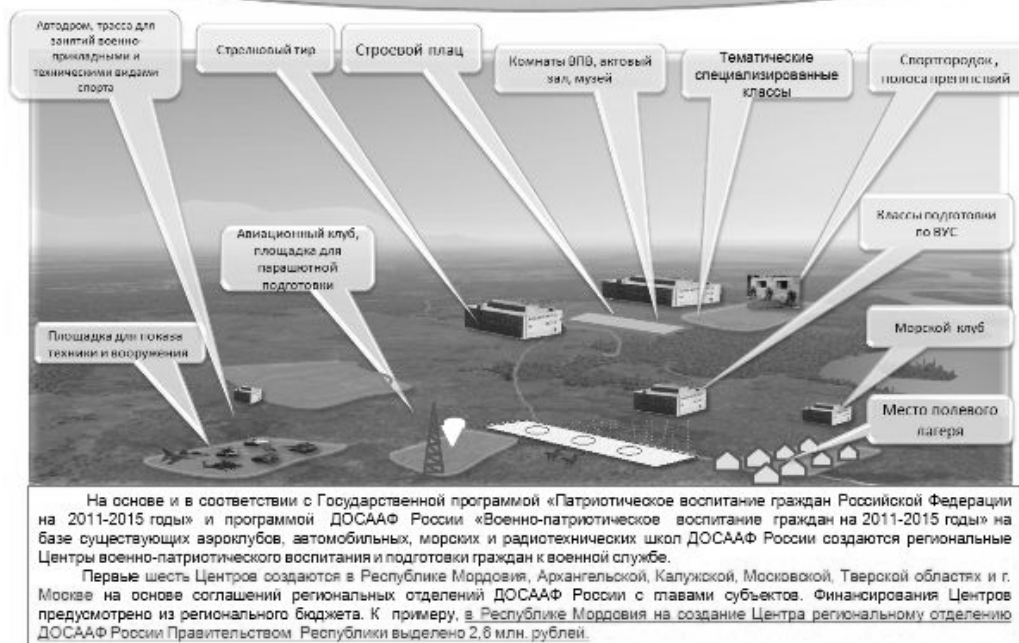 Автодром, трасса для
занятий военно-
прикладными и
техническими видами
спорта
Стрелковый тир
Строевой плац
Комнаты ВПВ, актовый
зал, музей
Тематические
специализированные
классы
Спортгородок ,
полоса препятствий
Классы подготовки
по ВУС
Авиационный клуб,
площадка для
парашютной
подготовки
Площадка для показа
техники и вооружения
Морской клуб
Место полевого
лагеря
На основе и в соответствии с Государственной программой «Патриотическое воспитание граждан Российской Федерации
на 2011-2015 годы» и программой ДОСААФ России «Военно-патриотическое воспитание граждан на 2011-2015 годы» на
базе существующих аэроклубов, автомобильных, морских и радиотехнических школ ДОСААФ России создаются региональные
Центры военно-патриотического воспитания и подготовки граждан к военной службе.
Первые шесть Центров создаются в Республике Мордовия, Архангельской, Калужской, Московской, Тверской областях и г.
Москве на основе соглашений региональных отделений ДОСААФ России с главами субъектов. Финансирования Центров
предусмотрено из регионального бюджета. К примеру, в Республике Мордовия на создание Центра региональному отделению
ДОСААФ России Правительством Республики выделено 2,6 млн. рублей.